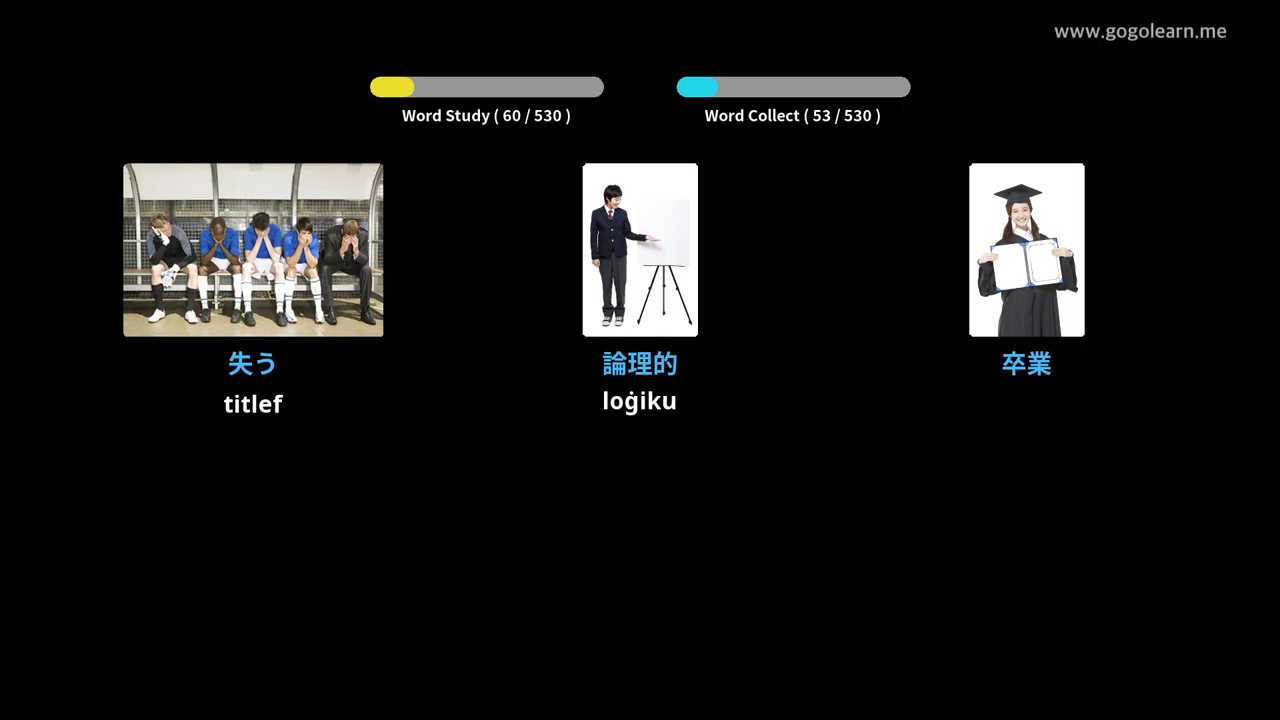 www.gogolearn.me
Word Study ( 60 / 530 )
Word Collect ( 53 / 530 )
失う
論理的
卒業
titlef
loġiku